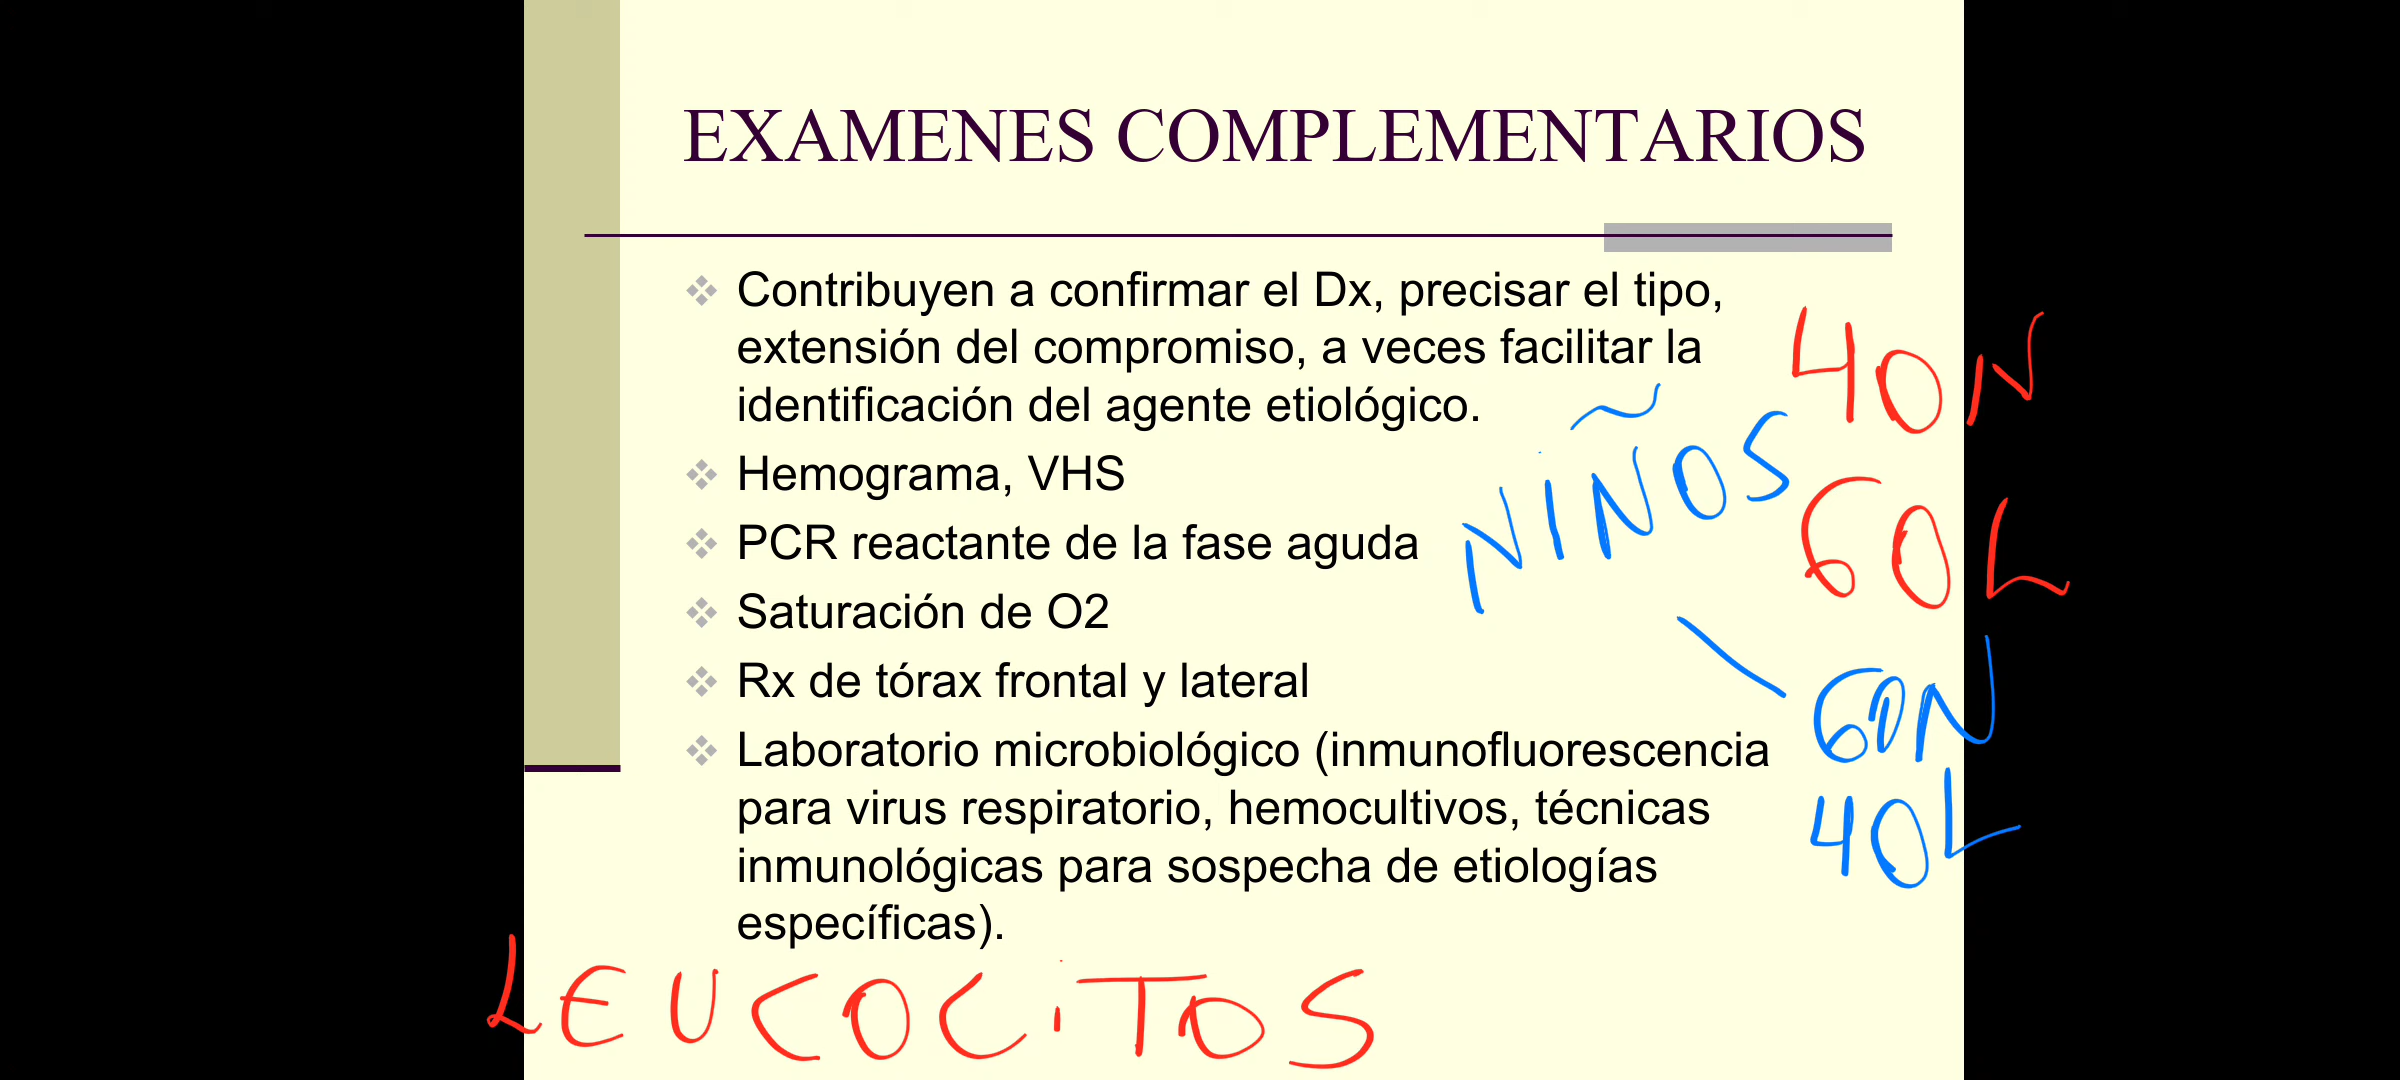 EXAMENES COMPLEMENTARIOS
Contribuyen a confirmar el Dx, precisar el tipo,
extensión del compromiso, a veces facilitar la
identificación del agente etiológico.
Hemograma, VHS
PCR reactante de la fase aguda
Saturación de O2
Rx de tórax frontal y lateral
Laboratorio microbiológico (inmunofluorescencia
para virus respiratorio, hemocultivos, técnicas
inmunológicas para sospecha de etiologías
específicas).
40N
NIÑOS
60L
60N
40L
LEUCOCiTOS